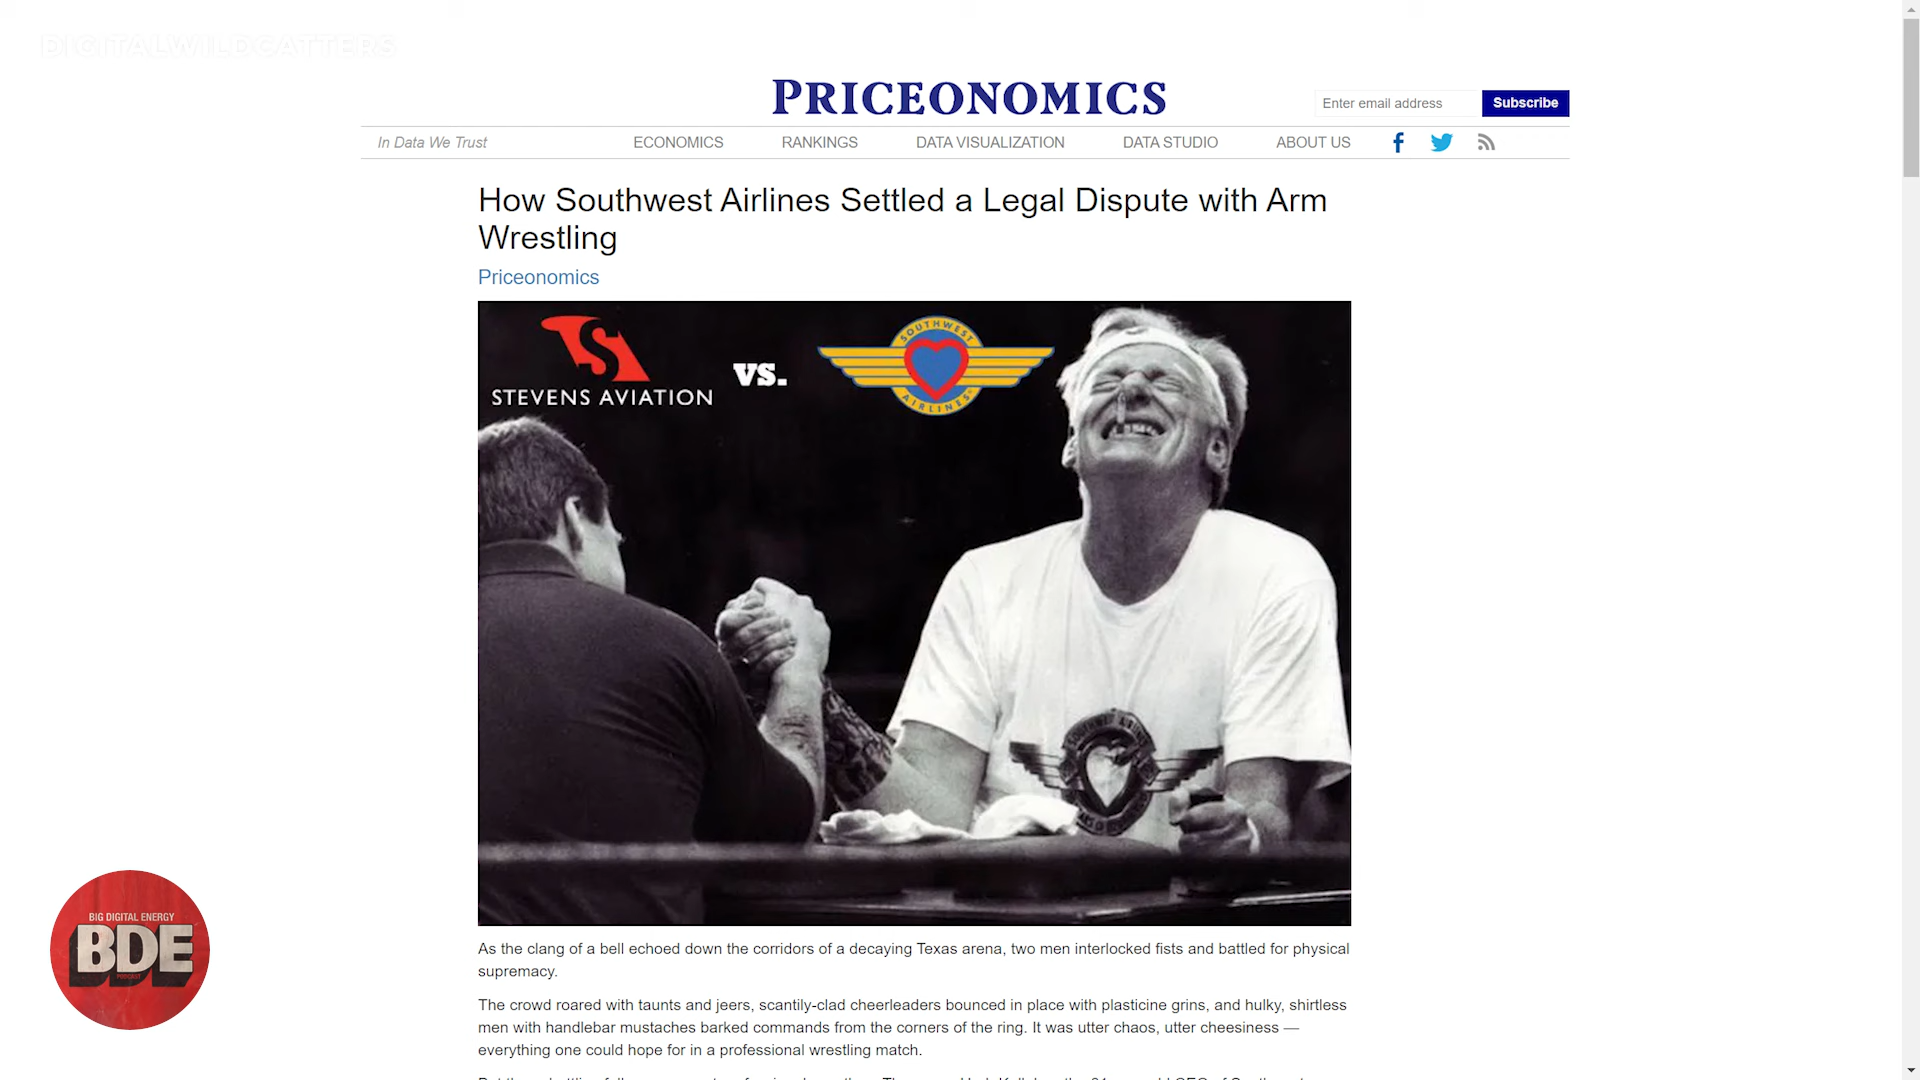 DIGITALWILDCATTERS
PRICEONOMICS
Enter email address
Subscribe
In Data We Trust
ECONOMICS
RANKINGS
DATA VISUALIZATION
DATA STUDIO
ABOUT US
How Southwest Airlines Settled a Legal Dispute with Arm
Wrestling
Priceonomics
STEVENS AVIATION
vs.
SOUTHWEST
AIRLINES
As the clang of a bell echoed down the corridors of a decaying Texas arena, two men interlocked fists and battled for physical
supremacy.
The crowd roared with taunts and jeers, scantily-clad cheerleaders bounced in place with plasticine grins, and hulky, shirtless
men with handlebar mustaches barked commands from the corners of the ring. It was utter chaos, utter cheesiness —
everything one could hope for in a professional wrestling match.
BIG DIGITAL ENERGY
BDE
PODCAST